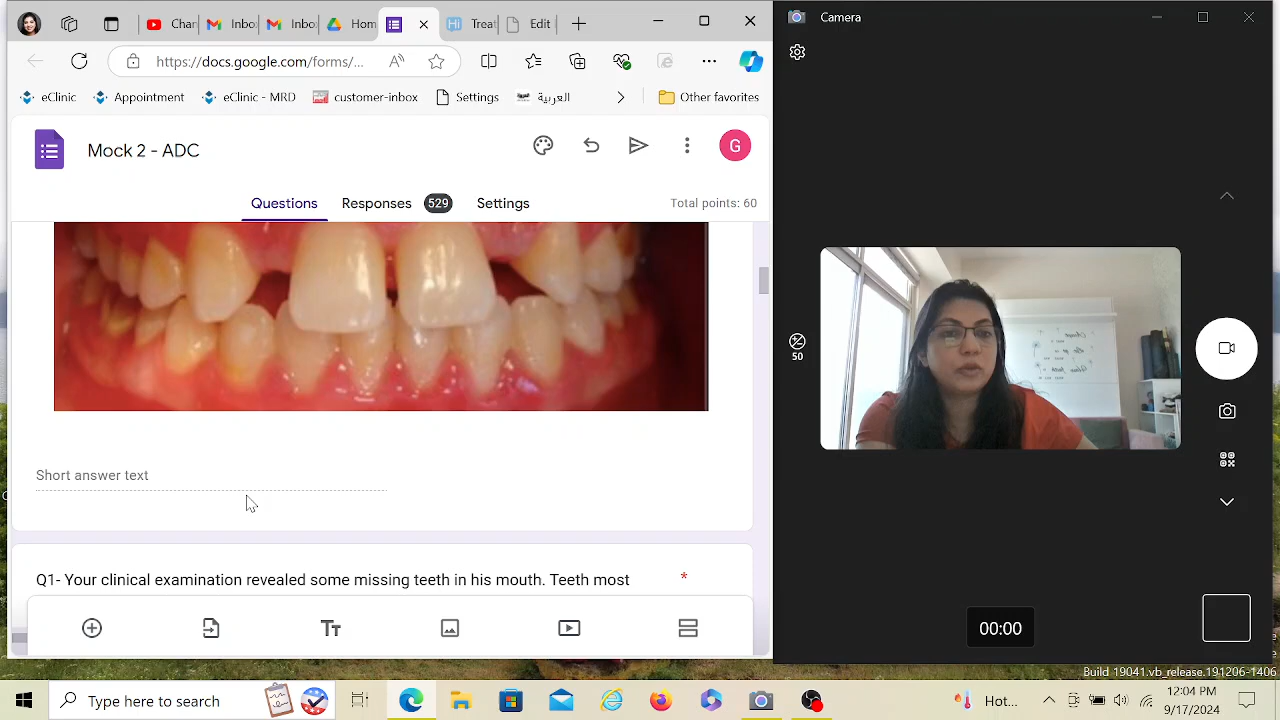 Chan
Inbo
Inbo
Hom
Treat
Edit
https://docs.google.com/forms/...
eClinic
Appointment
eClinic - MRD
customer-inbox
Settings
العربية
Other favorites
Mock 2 - ADC
G
Questions
Responses
529
Settings
Total points: 60
Short answer text
Q1- Your clinical examination revealed some missing teeth in his mouth. Teeth most
*
Camera
50
00:00
Build 19041.vb_release.191206-1406
Type here to search
Hot...
12:04 PM
9/17/2024